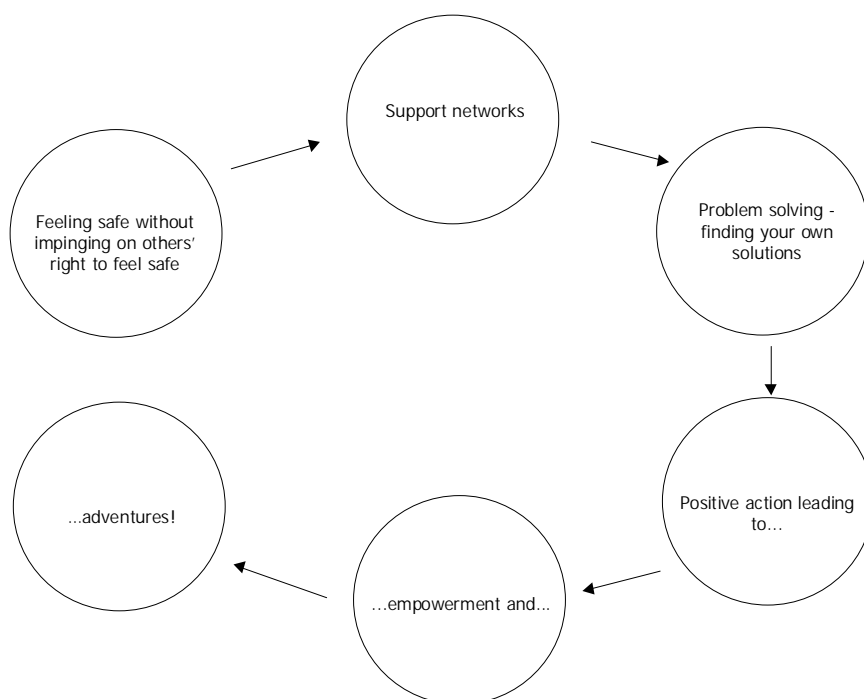 Support networks
Feeling safe without
impinging on others’
right to feel safe
Problem solving -
finding your own
solutions
Positive action leading
to...
...empowerment and...
...adventures!